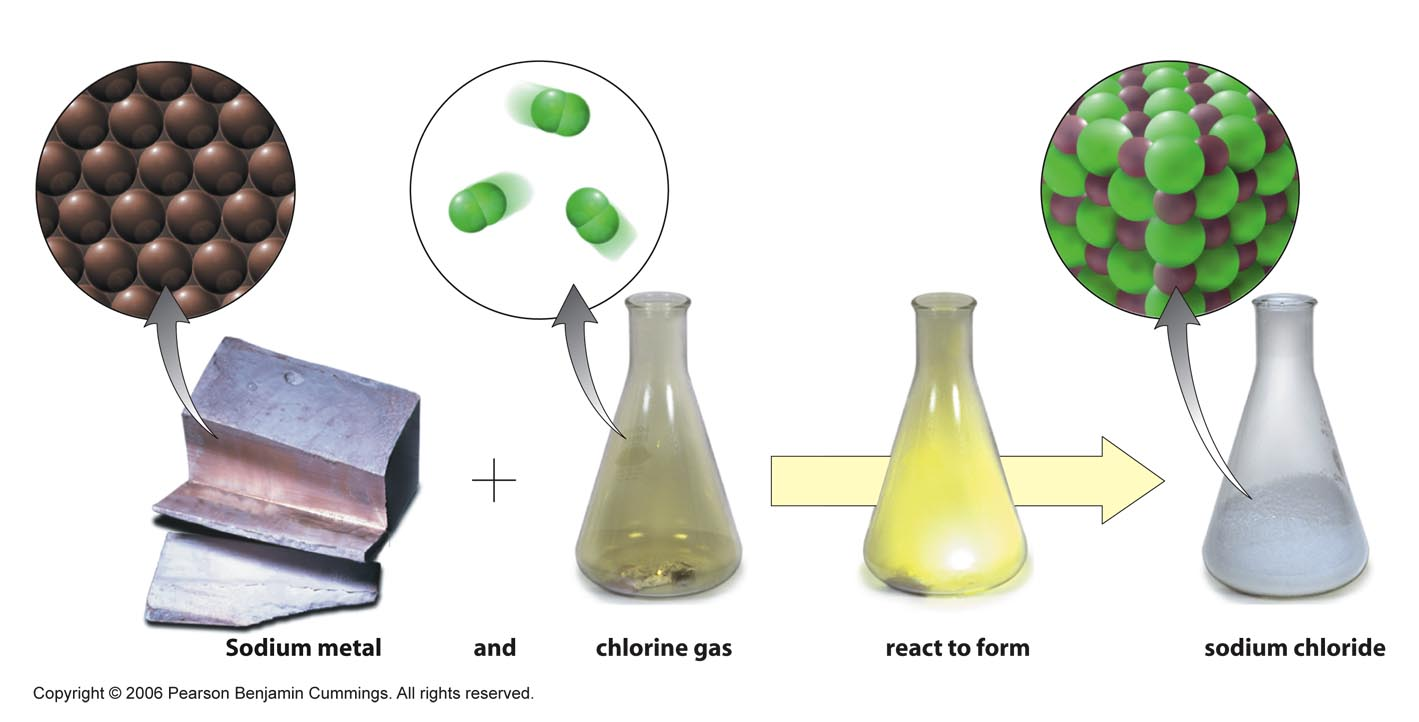 Sodium metal and chlorine gas react to form sodium chloride
Copyright © 2006 Pearson Benjamin Cummings. All rights reserved.